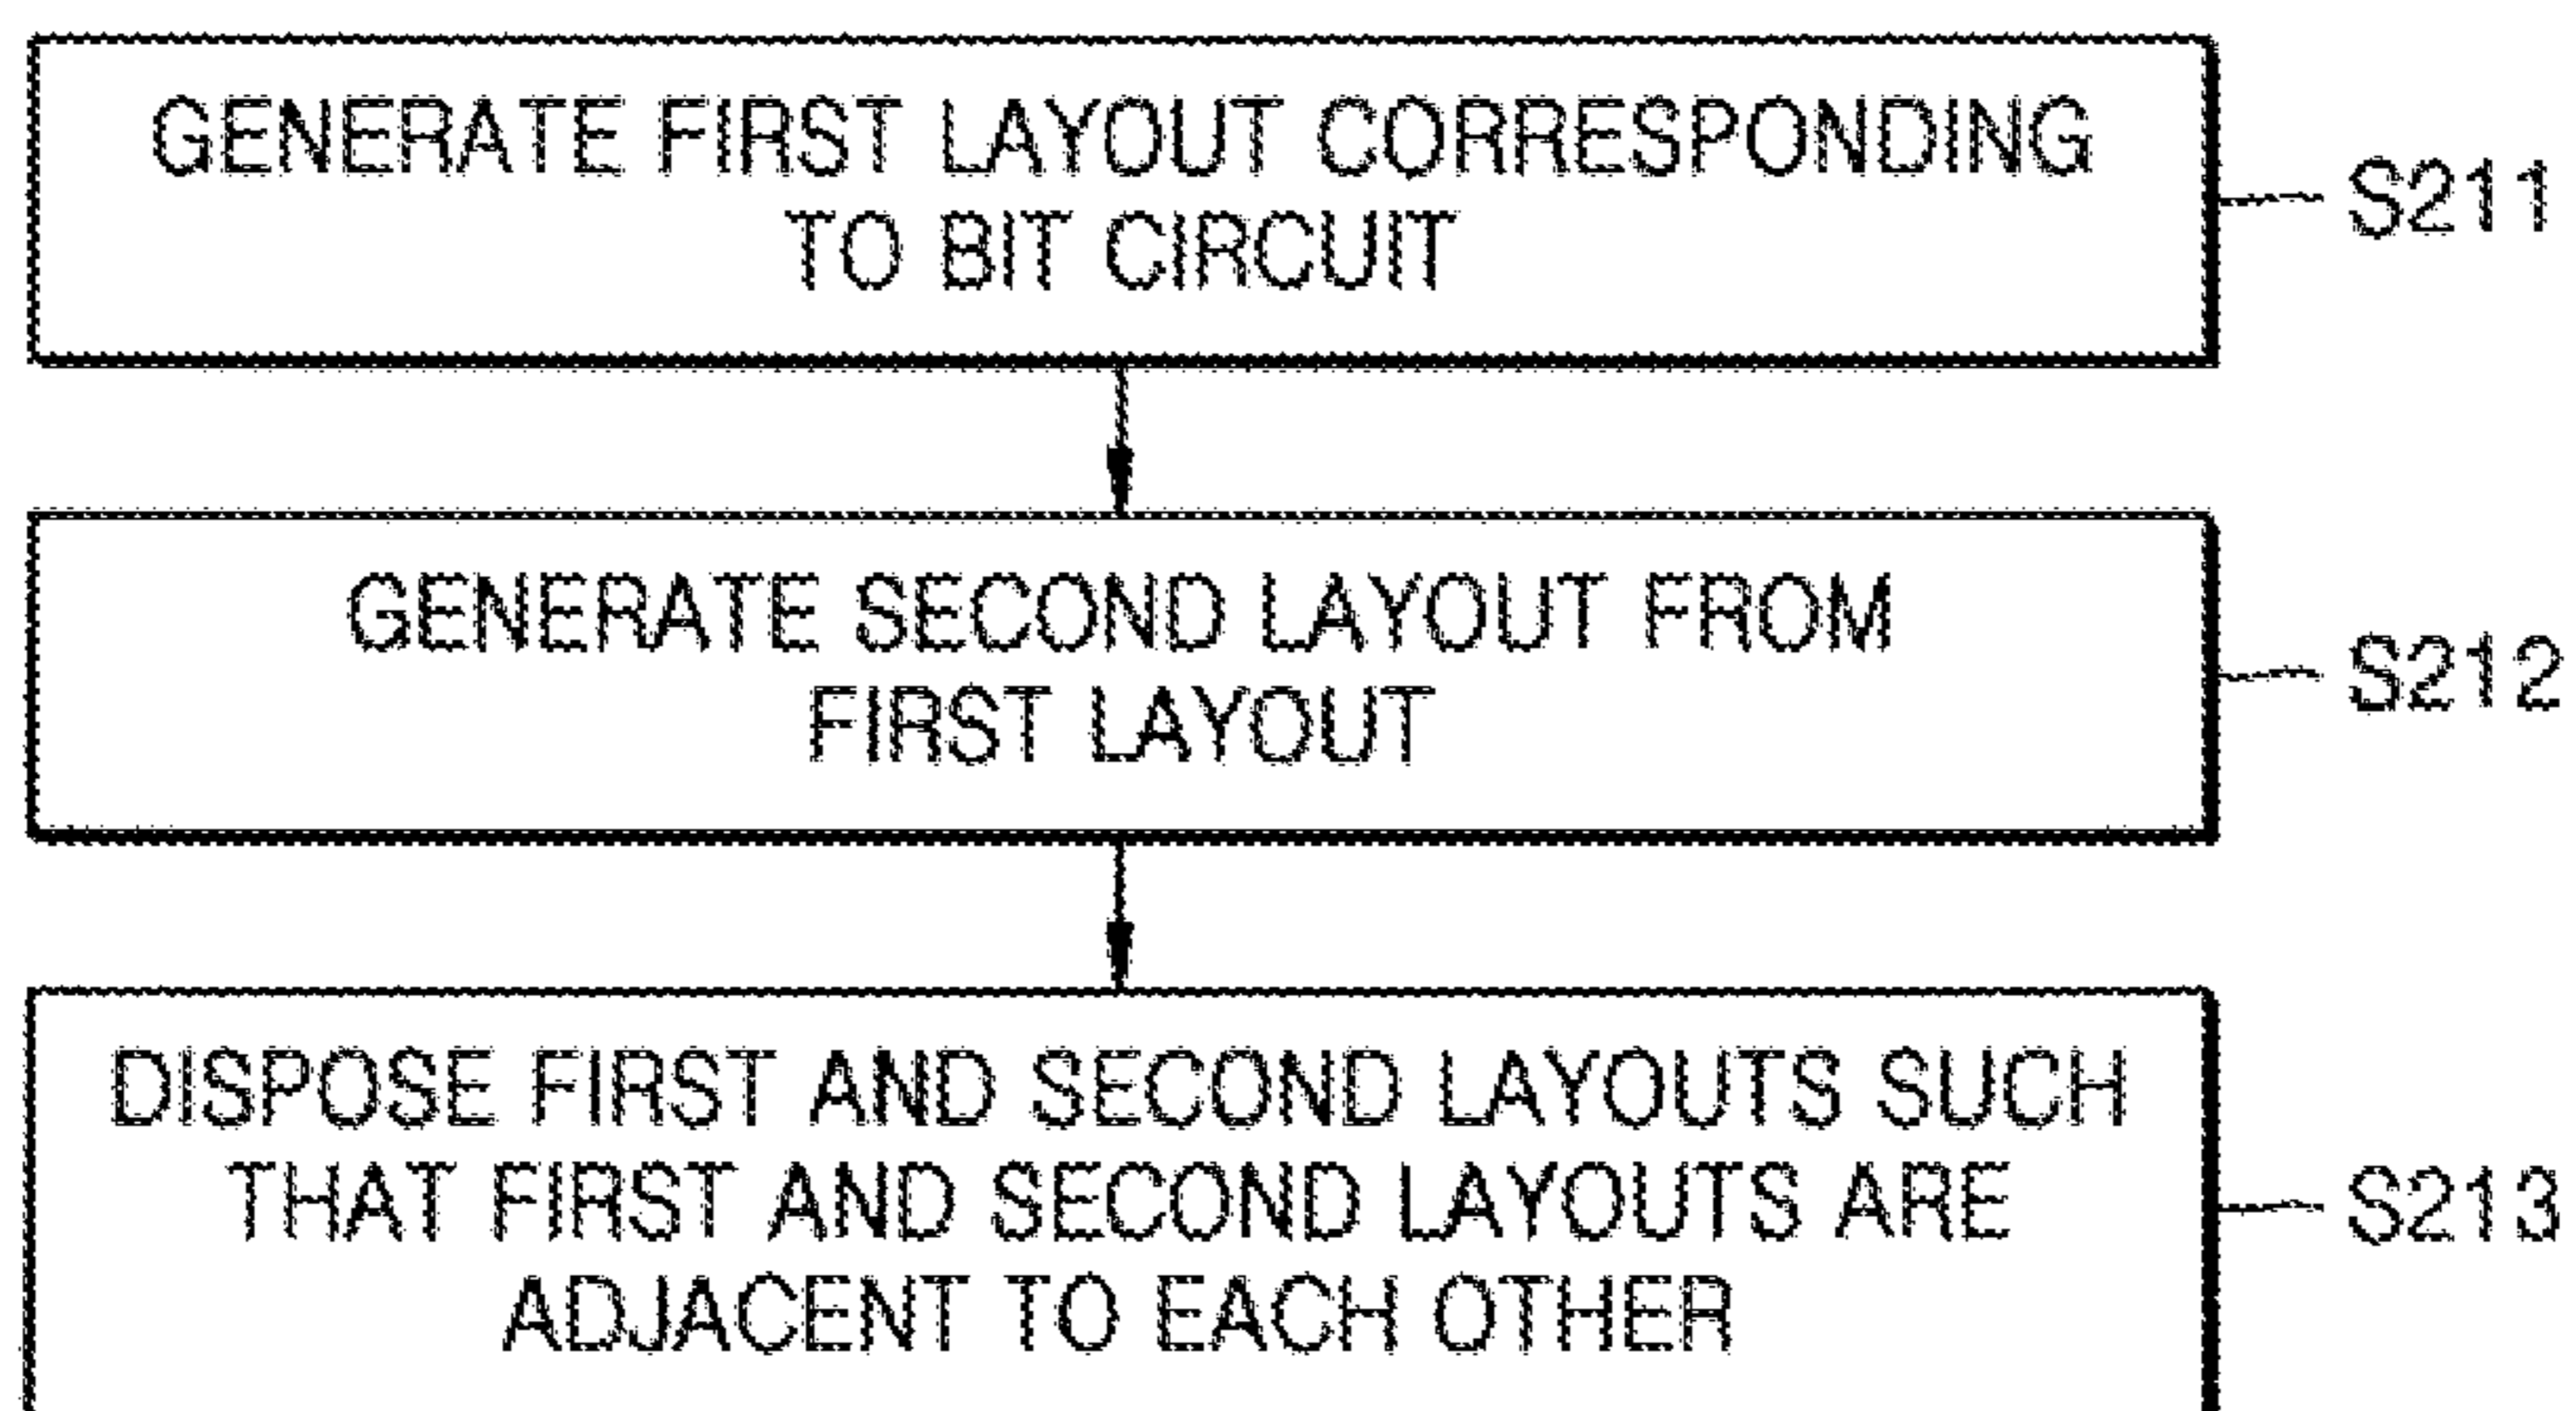 GENERATE FIRST LAYOUT CORRESPONDING
TO BIT CIRCUIT
S211
GENERATE SECOND LAYOUT FROM
FIRST LAYOUT
S212
DISPOSE FIRST AND SECOND LAYOUTS SUCH
THAT FIRST AND SECOND LAYOUTS ARE
ADJACENT TO EACH OTHER
S213